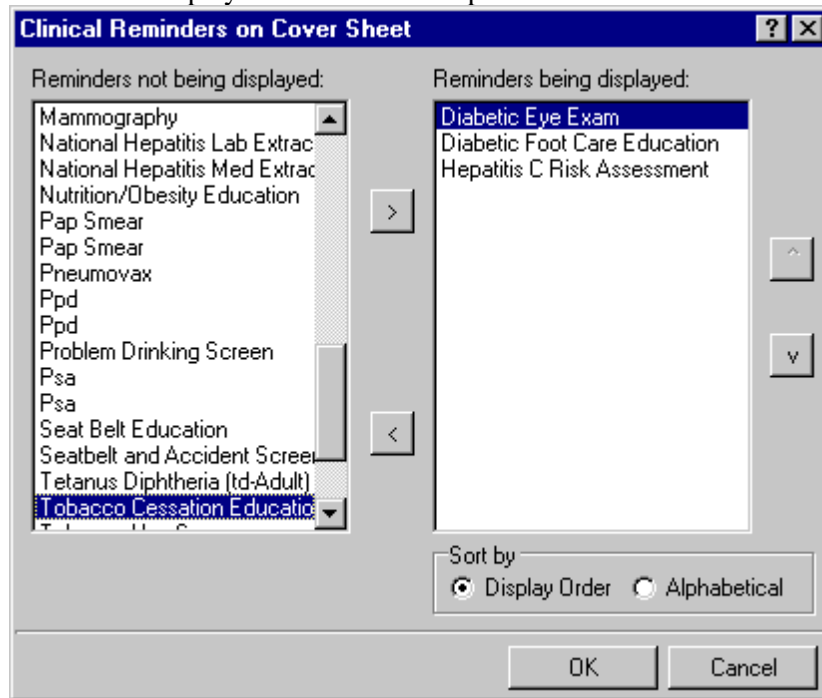 Clinical Reminders on Cover Sheet ? X
Reminders not being displayed:
Mammography
National Hepatitis Lab Extrac
National Hepatitis Med Extrac
Nutrition/Obesity Education
Pap Smear
Pap Smear
Pneumovax
Ppd
Ppd
Problem Drinking Screen
Psa
Psa
Seat Belt Education
Seatbelt and Accident Screen
Tetanus Diphtheria (td-Adult)
Tobacco Cessation Educatio
>
<
Reminders being displayed:
Diabetic Eye Exam
Diabetic Foot Care Education
Hepatitis C Risk Assessment
^
v
Sort by
Display Order Alphabetical
OK Cancel